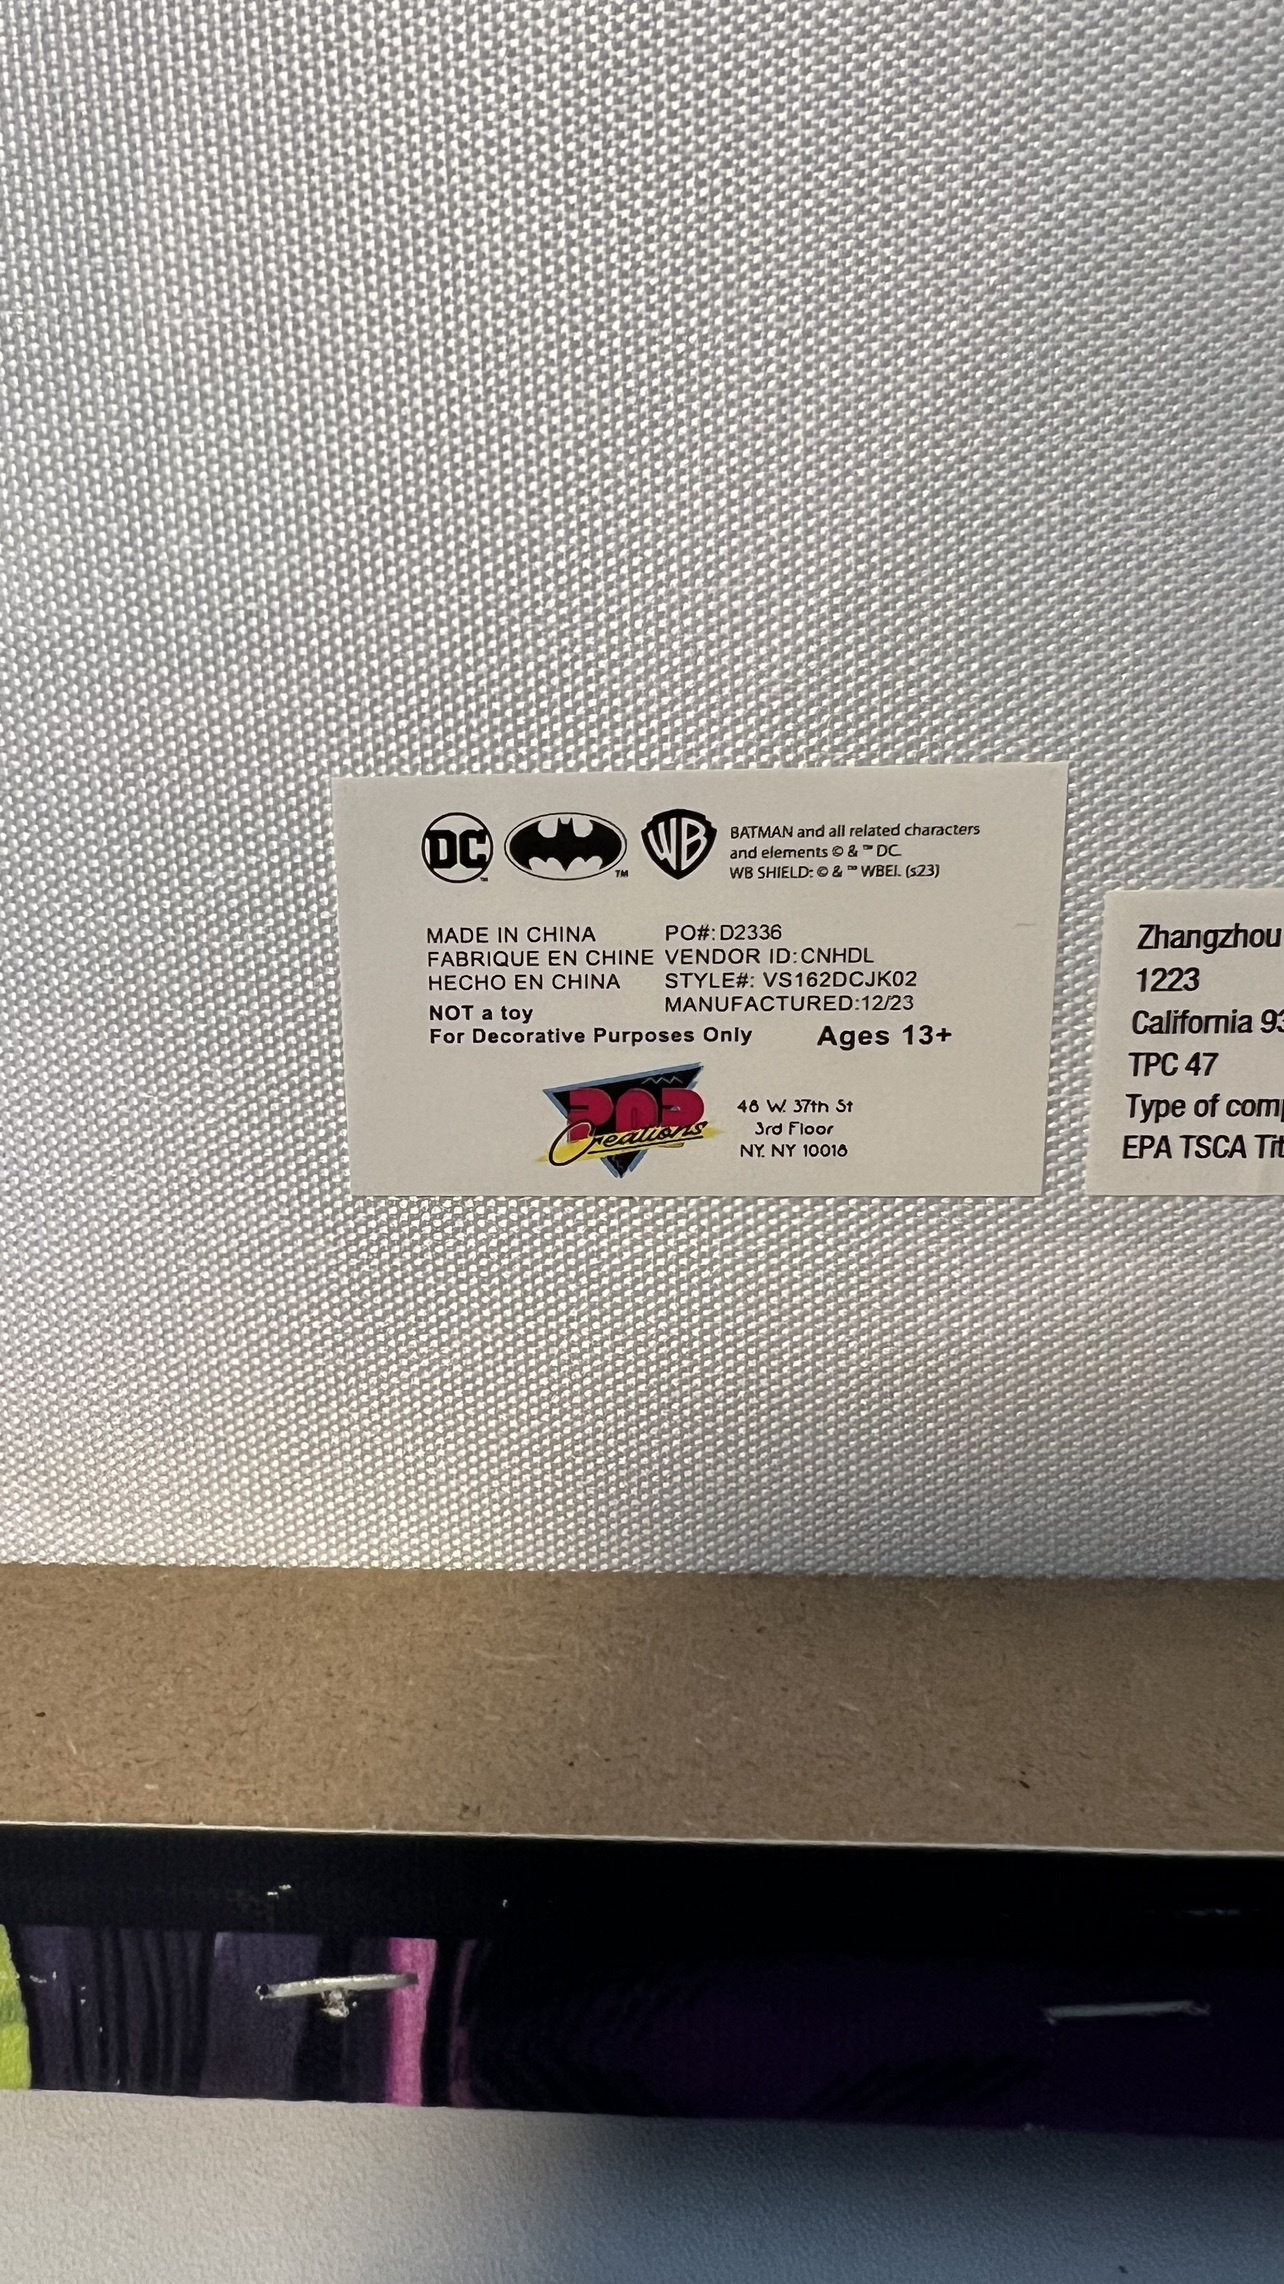 DC
TM
WB
BATMAN and all related characters
and elements © & ™ DC.
WB SHIELD: © & ™ WBEI. (s23)
MADE IN CHINA
FABRIQUE EN CHINE
HECHO EN CHINA
NOT a toy
For Decorative Purposes Only
PO#: D2336
VENDOR ID: CNHDL
STYLE#: VS162DCJK02
MANUFACTURED:12/23
Ages 13+
POP
Creations
48 W. 37th St
3rd Floor
NY. NY 10018
Zhangzhou
1223
California
TPC 47
Type of
EPA TSCA